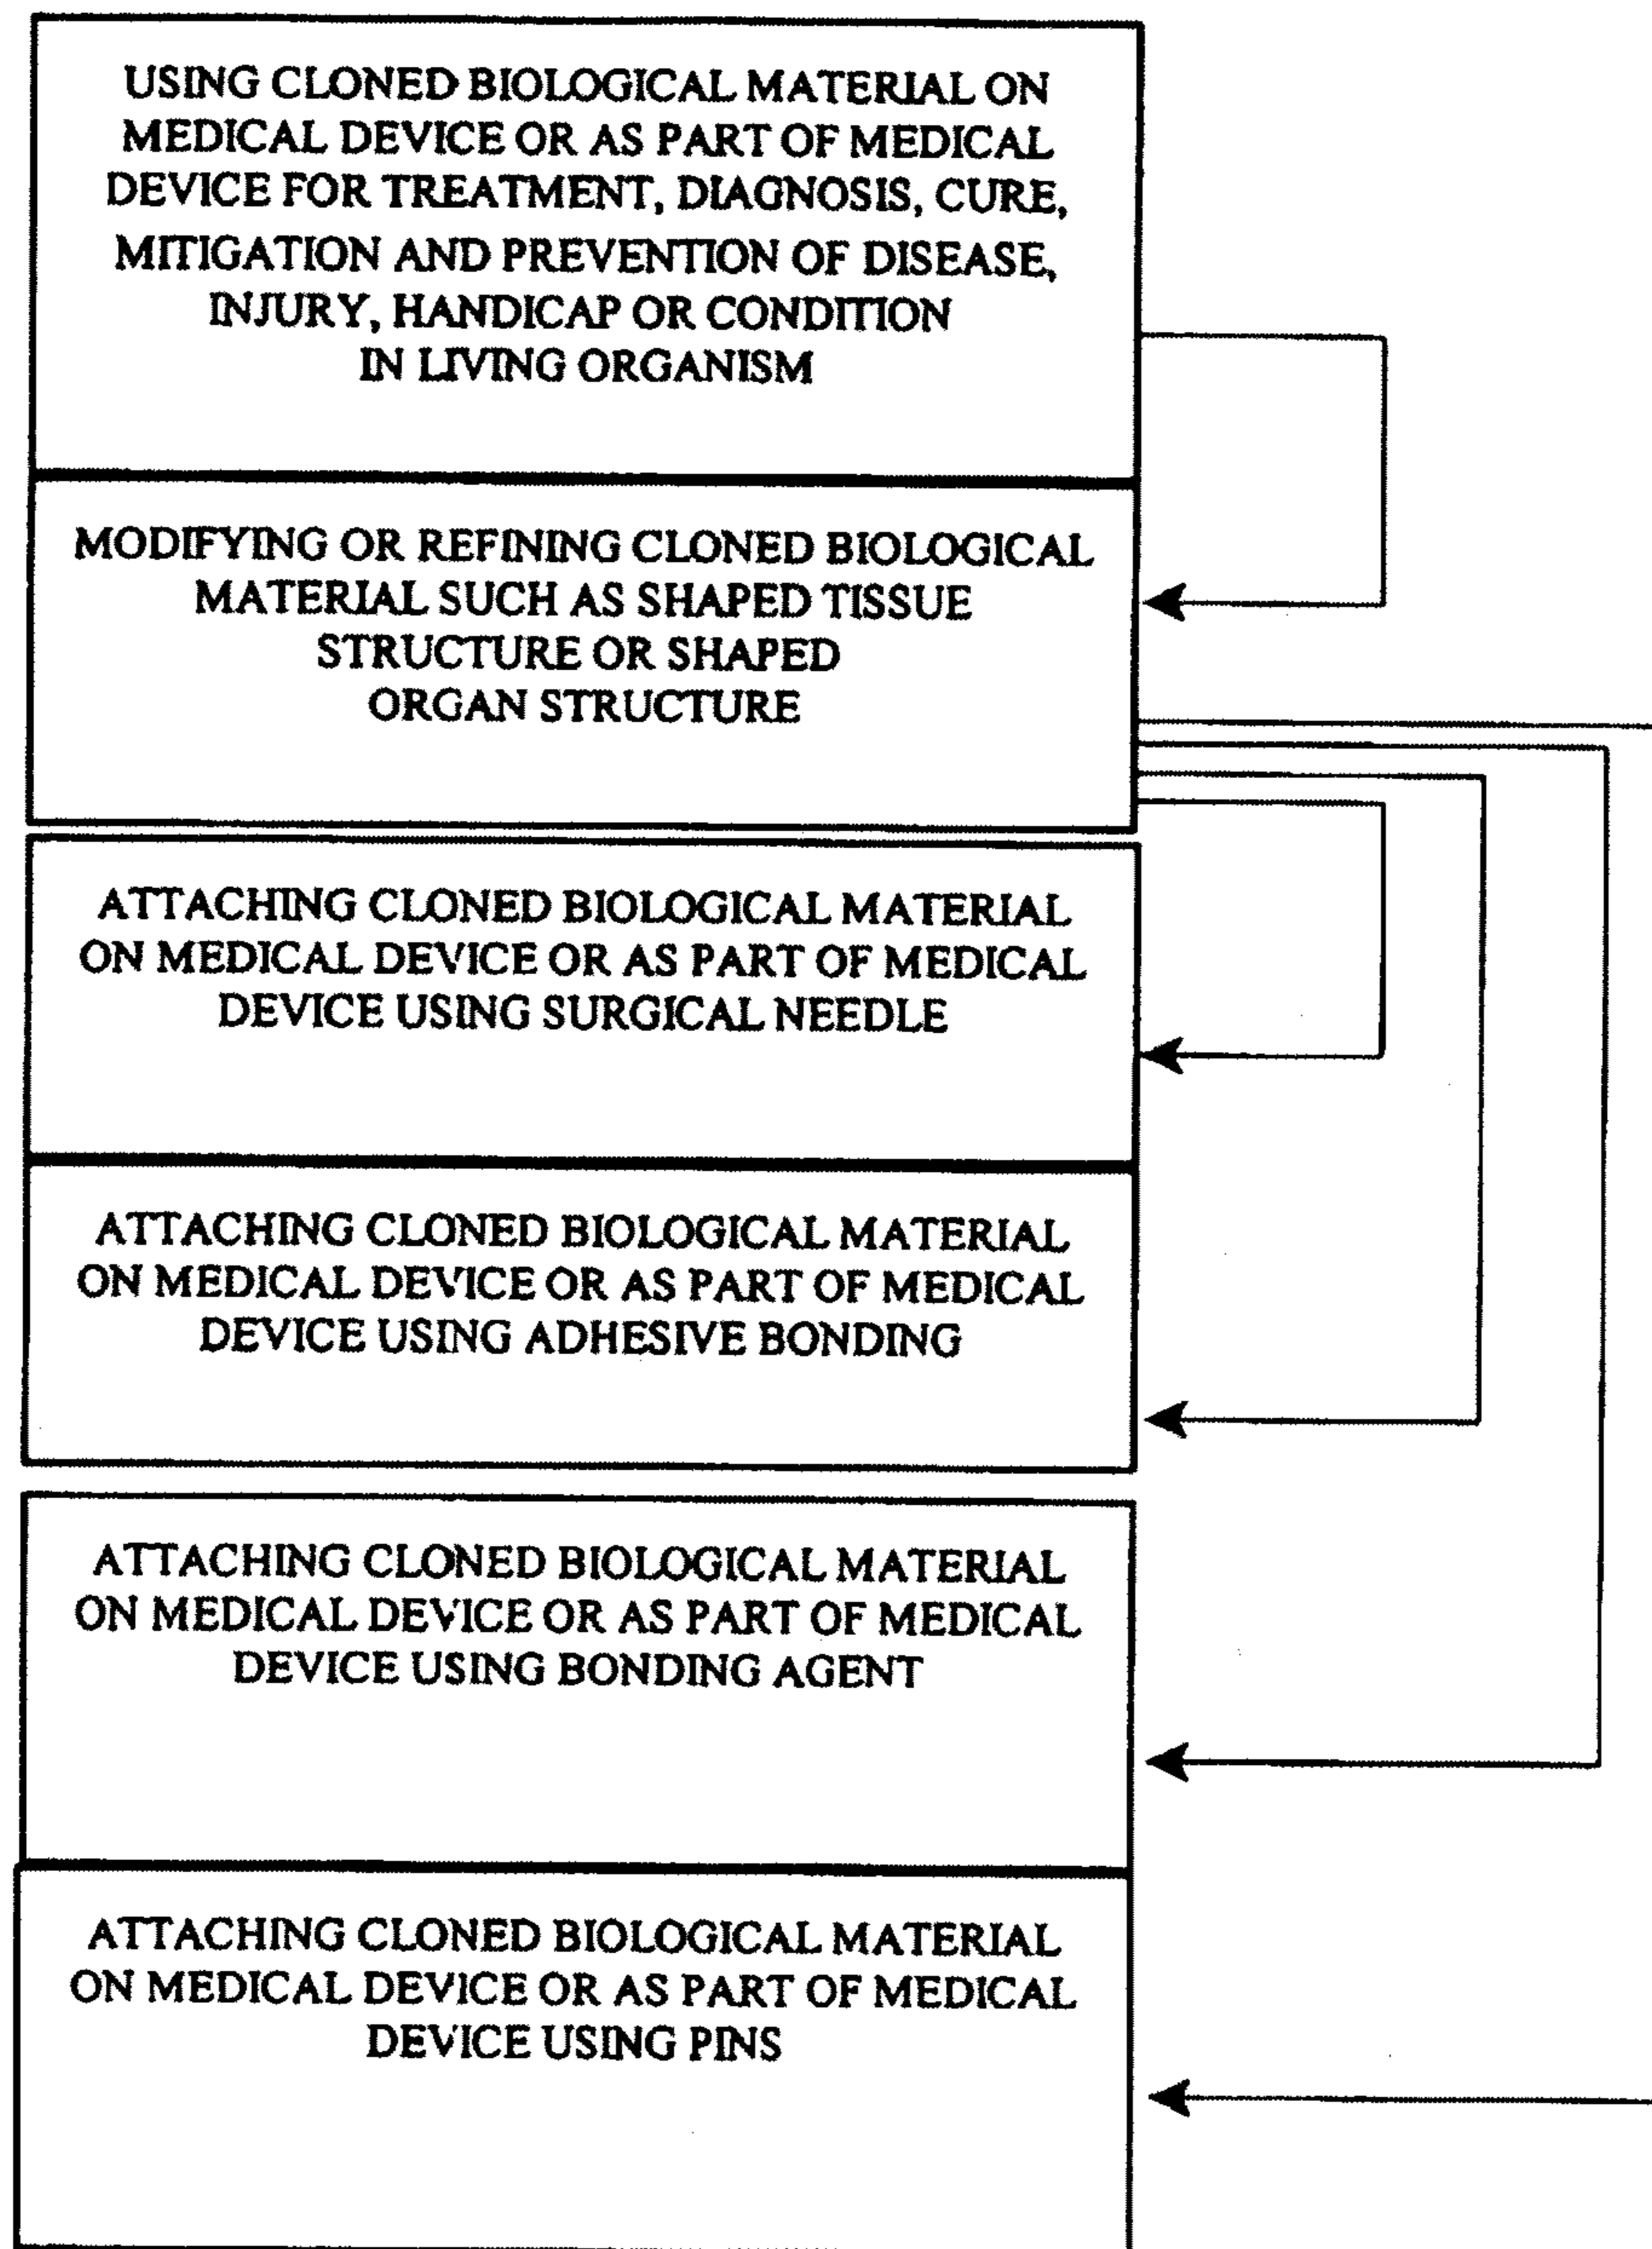 USING CLONED BIOLOGICAL MATERIAL ON
MEDICAL DEVICE OR AS PART OF MEDICAL
DEVICE FOR TREATMENT, DIAGNOSIS, CURE,
MITIGATION AND PREVENTION OF DISEASE,
INJURY, HANDICAP OR CONDITION
IN LIVING ORGANISM
MODIFYING OR REFINING CLONED BIOLOGICAL
MATERIAL SUCH AS SHAPED TISSUE
STRUCTURE OR SHAPED
ORGAN STRUCTURE
ATTACHING CLONED BIOLOGICAL MATERIAL
ON MEDICAL DEVICE OR AS PART OF MEDICAL
DEVICE USING SURGICAL NEEDLE
ATTACHING CLONED BIOLOGICAL MATERIAL
ON MEDICAL DEVICE OR AS PART OF MEDICAL
DEVICE USING ADHESIVE BONDING
ATTACHING CLONED BIOLOGICAL MATERIAL
ON MEDICAL DEVICE OR AS PART OF MEDICAL
DEVICE USING BONDING AGENT
ATTACHING CLONED BIOLOGICAL MATERIAL
ON MEDICAL DEVICE OR AS PART OF MEDICAL
DEVICE USING PINS